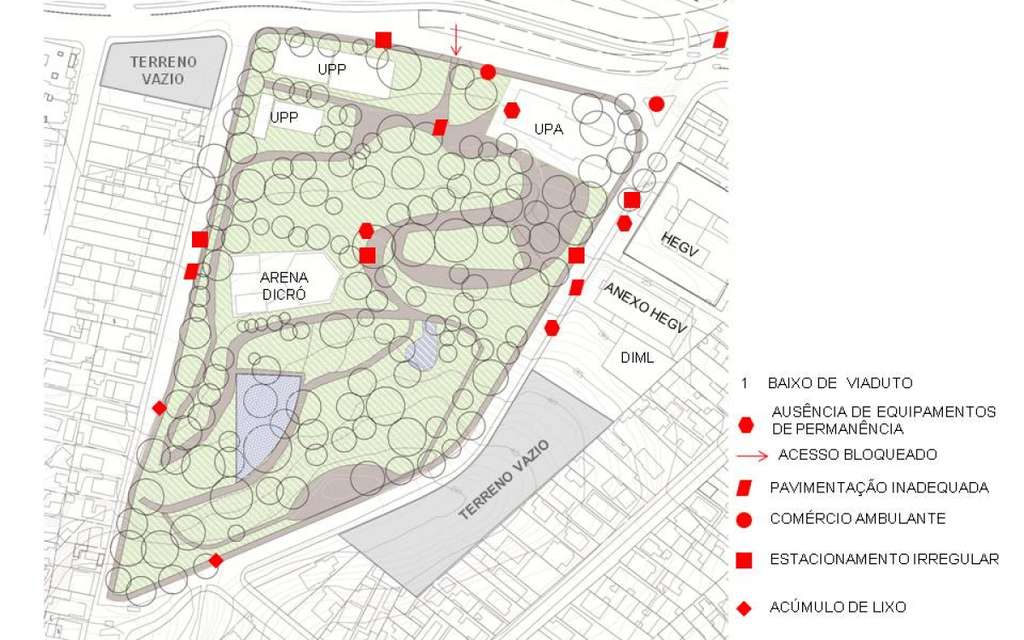 TERRENO
VAZIO
UPP
UPP
UPA
HEGV
ARENA
DICRÓ
ANEXO HEGV
DIML
TERRENO VAZIO
1 BAIXO DE VIADUTO
AUSÊNCIA DE EQUIPAMENTOS
DE PERMANÊNCIA
ACESSO BLOQUEADO
PAVIMENTAÇÃO INADEQUADA
COMÉRCIO AMBULANTE
ESTACIONAMENTO IRREGULAR
ACÚMULO DE LIXO